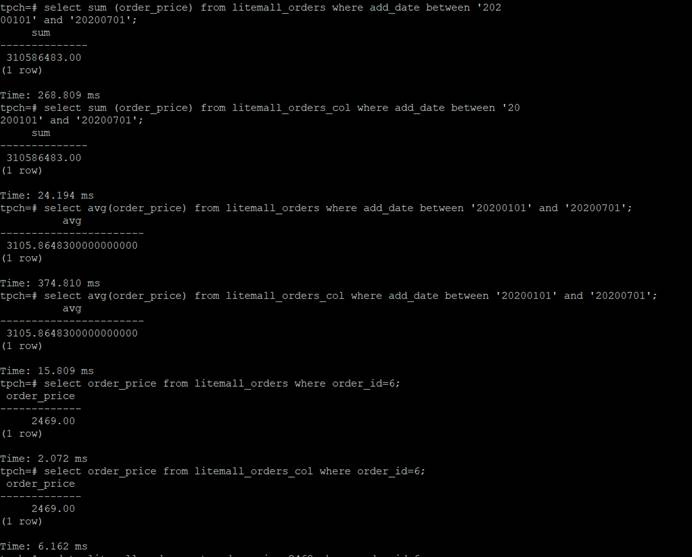 tpch=# select sum (order_price) from litemall_orders where add_date between '202
00101' and '20200701';
sum
--------------
310586483.00
(1 row)
Time: 268.809 ms
tpch=# select sum (order_price) from litemall_orders_col where add_date between '20
200101' and '20200701';
sum
--------------
310586483.00
(1 row)
Time: 24.194 ms
tpch=# select avg(order_price) from litemall_orders where add_date between '20200101' and '20200701';
avg
-----------------------
3105.8648300000000000
(1 row)
Time: 374.810 ms
tpch=# select avg(order_price) from litemall_orders_col where add_date between '20200101' and '20200701';
avg
-----------------------
3105.8648300000000000
(1 row)
Time: 15.809 ms
tpch=# select order_price from litemall_orders where order_id=6;
order_price
-------------
2469.00
(1 row)
Time: 2.072 ms
tpch=# select order_price from litemall_orders_col where order_id=6;
order_price
-------------
2469.00
(1 row)
Time: 6.162 ms